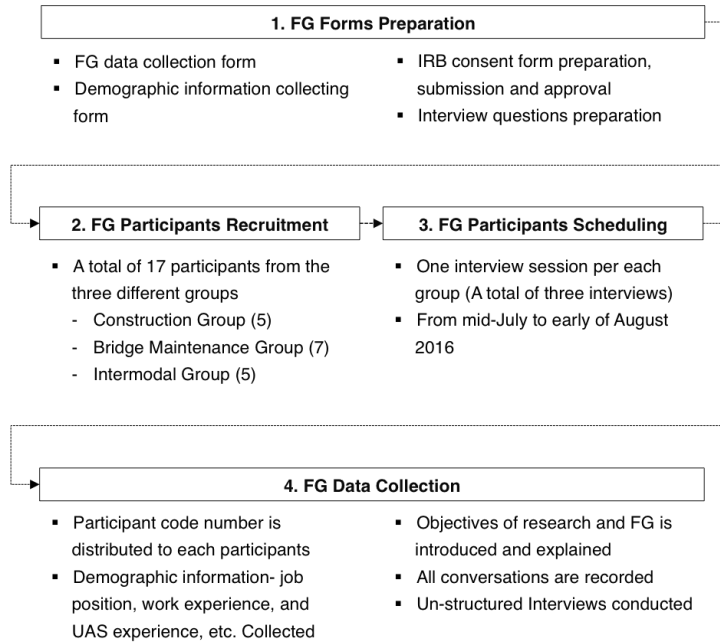 1. FG Forms Preparation
▪ FG data collection form
▪ Demographic information collecting
form
▪ IRB consent form preparation,
submission and approval
▪ Interview questions preparation
2. FG Participants Recruitment
▪ A total of 17 participants from the
three different groups
- Construction Group (5)
- Bridge Maintenance Group (7)
- Intermodal Group (5)
3. FG Participants Scheduling
▪ One interview session per each
group (A total of three interviews)
▪ From mid-July to early of August
2016
4. FG Data Collection
▪ Participant code number is
distributed to each participants
▪ Demographic information- job
position, work experience, and
UAS experience, etc. Collected
▪ Objectives of research and FG is
introduced and explained
▪ All conversations are recorded
▪ Un-structured Interviews conducted